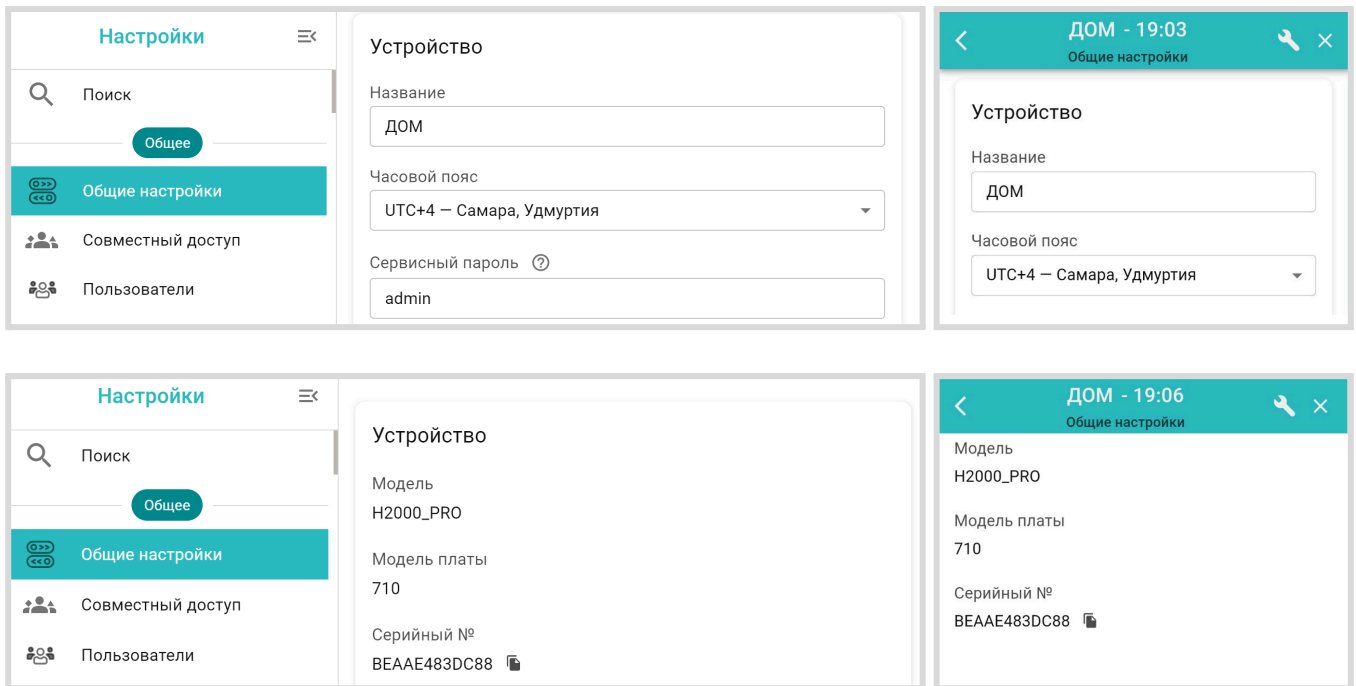 Настройки
Поиск
Общее
Общие настройки
Совместный доступ
Пользователи
Устройство
Название
ДОМ
Часовой пояс
UTC+4 — Самара, Удмуртия
Сервисный пароль
admin
ДОМ - 19:03
Общие настройки
Устройство
Название
ДОМ
Часовой пояс
UTC+4 — Самара, Удмуртия
Настройки
Поиск
Общее
Общие настройки
Совместный доступ
Пользователи
Устройство
Модель
H2000_PRO
Модель платы
710
Серийный №
BEAAE483DC88
ДОМ - 19:06
Общие настройки
Модель
H2000_PRO
Модель платы
710
Серийный №
BEAAE483DC88